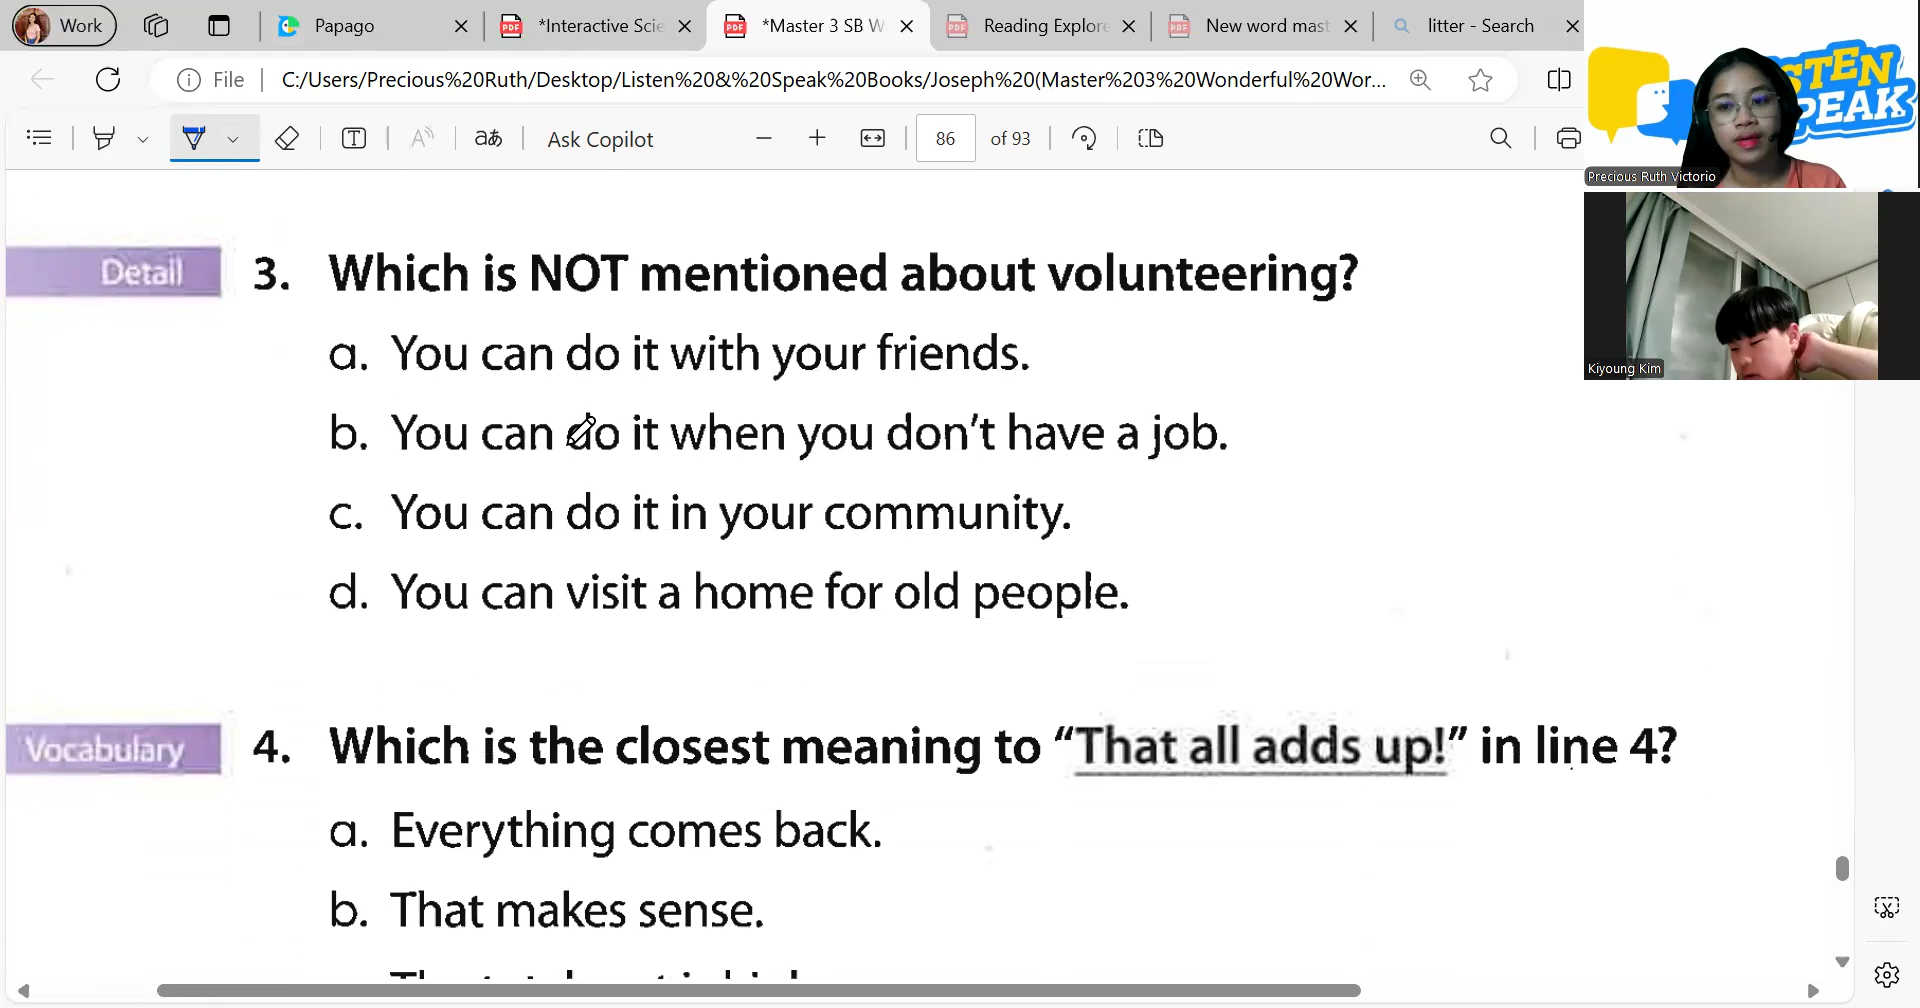 Work
Papago
*Interactive Scie
*Master 3 SB W
Reading Explore
New word mast
litter - Search
File
C:/Users/Precious%20Ruth/Desktop/Listen%20&%20Speak%20Books/Joseph%20(Master%203%20Wonderful%20Wor...
Ask Copilot
86 of 93
STEN
PEAK
Precious Ruth Victorio
Kiyoung Kim
Detail
3. Which is NOT mentioned about volunteering?
a. You can do it with your friends.
b. You can do it when you don't have a job.
c. You can do it in your community.
d. You can visit a home for old people.
Vocabulary
4. Which is the closest meaning to "That all adds up!" in line 4?
a. Everything comes back.
b. That makes sense.